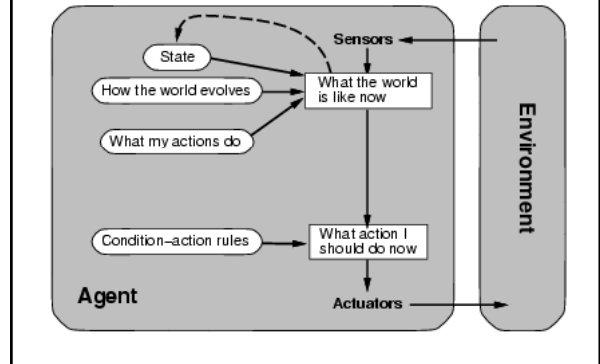 Sensors
State
What the world
is like now
How the world evolves
What my actions do
Environment
What action I
should do now
Condition–action rules
Agent
Actuators